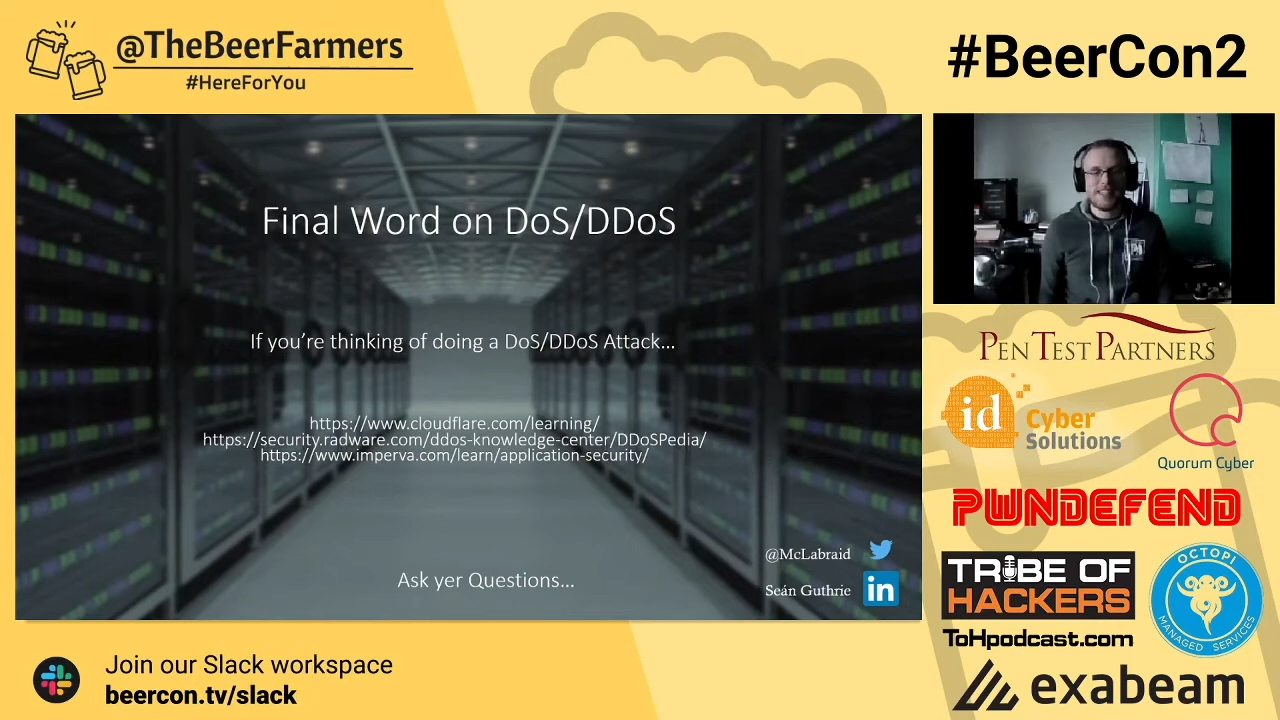 @TheBeerFarmers
#HereForYou
#BeerCon2
Final Word on DoS/DDoS
If you're thinking of doing a DoS/DDoS Attack...
https://www.cloudflare.com/learning/
https://security.radware.com/ddos-knowledge-center/DDoSPedia/
https://www.imperva.com/learn/application-security/
Ask yer Questions...
@McLabraid
Seán Guthrie
in
PEN TEST PARTNERS
id Cyber
Solutions
Quorum Cyber
PWNDEFEND
TRIBE OF
HACKERS
ToHpodcast.com
OCTOPI
MANAGED SERVICES
exabeam
Join our Slack workspace
beercon.tv/slack